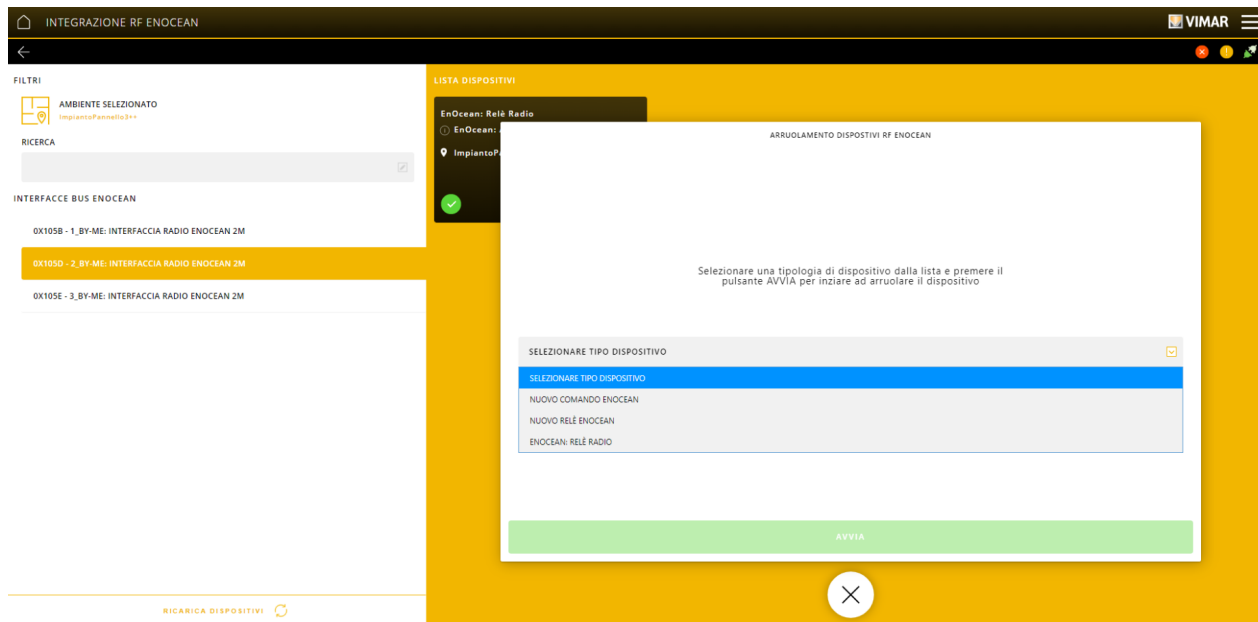 INTEGRAZIONE RF ENOCEAN
VIMAR
FILTRI
AMBIENTE SELEZIONATO
ImpiantoPannello3++
RICERCA
INTERFACCE BUS ENOCEAN
0X105B - 1_BY-ME: INTERFACCIA RADIO ENOCEAN 2M
0X105D - 2_BY-ME: INTERFACCIA RADIO ENOCEAN 2M
0X105E - 3_BY-ME: INTERFACCIA RADIO ENOCEAN 2M
RICARICA DISPOSITIVI
LISTA DISPOSITIVI
EnOcean: Relè Radio
EnOcean:
ImpiantoP
ARRUOLAMENTO DISPOSTIVI RF ENOCEAN
Selezionare una tipologia di dispositivo dalla lista e premere il
pulsante AVVIA per inziare ad arruolare il dispositivo
SELEZIONARE TIPO DISPOSITIVO
SELEZIONARE TIPO DISPOSITIVO
NUOVO COMANDO ENOCEAN
NUOVO RELÈ ENOCEAN
ENOCEAN: RELÈ RADIO
AVVIA